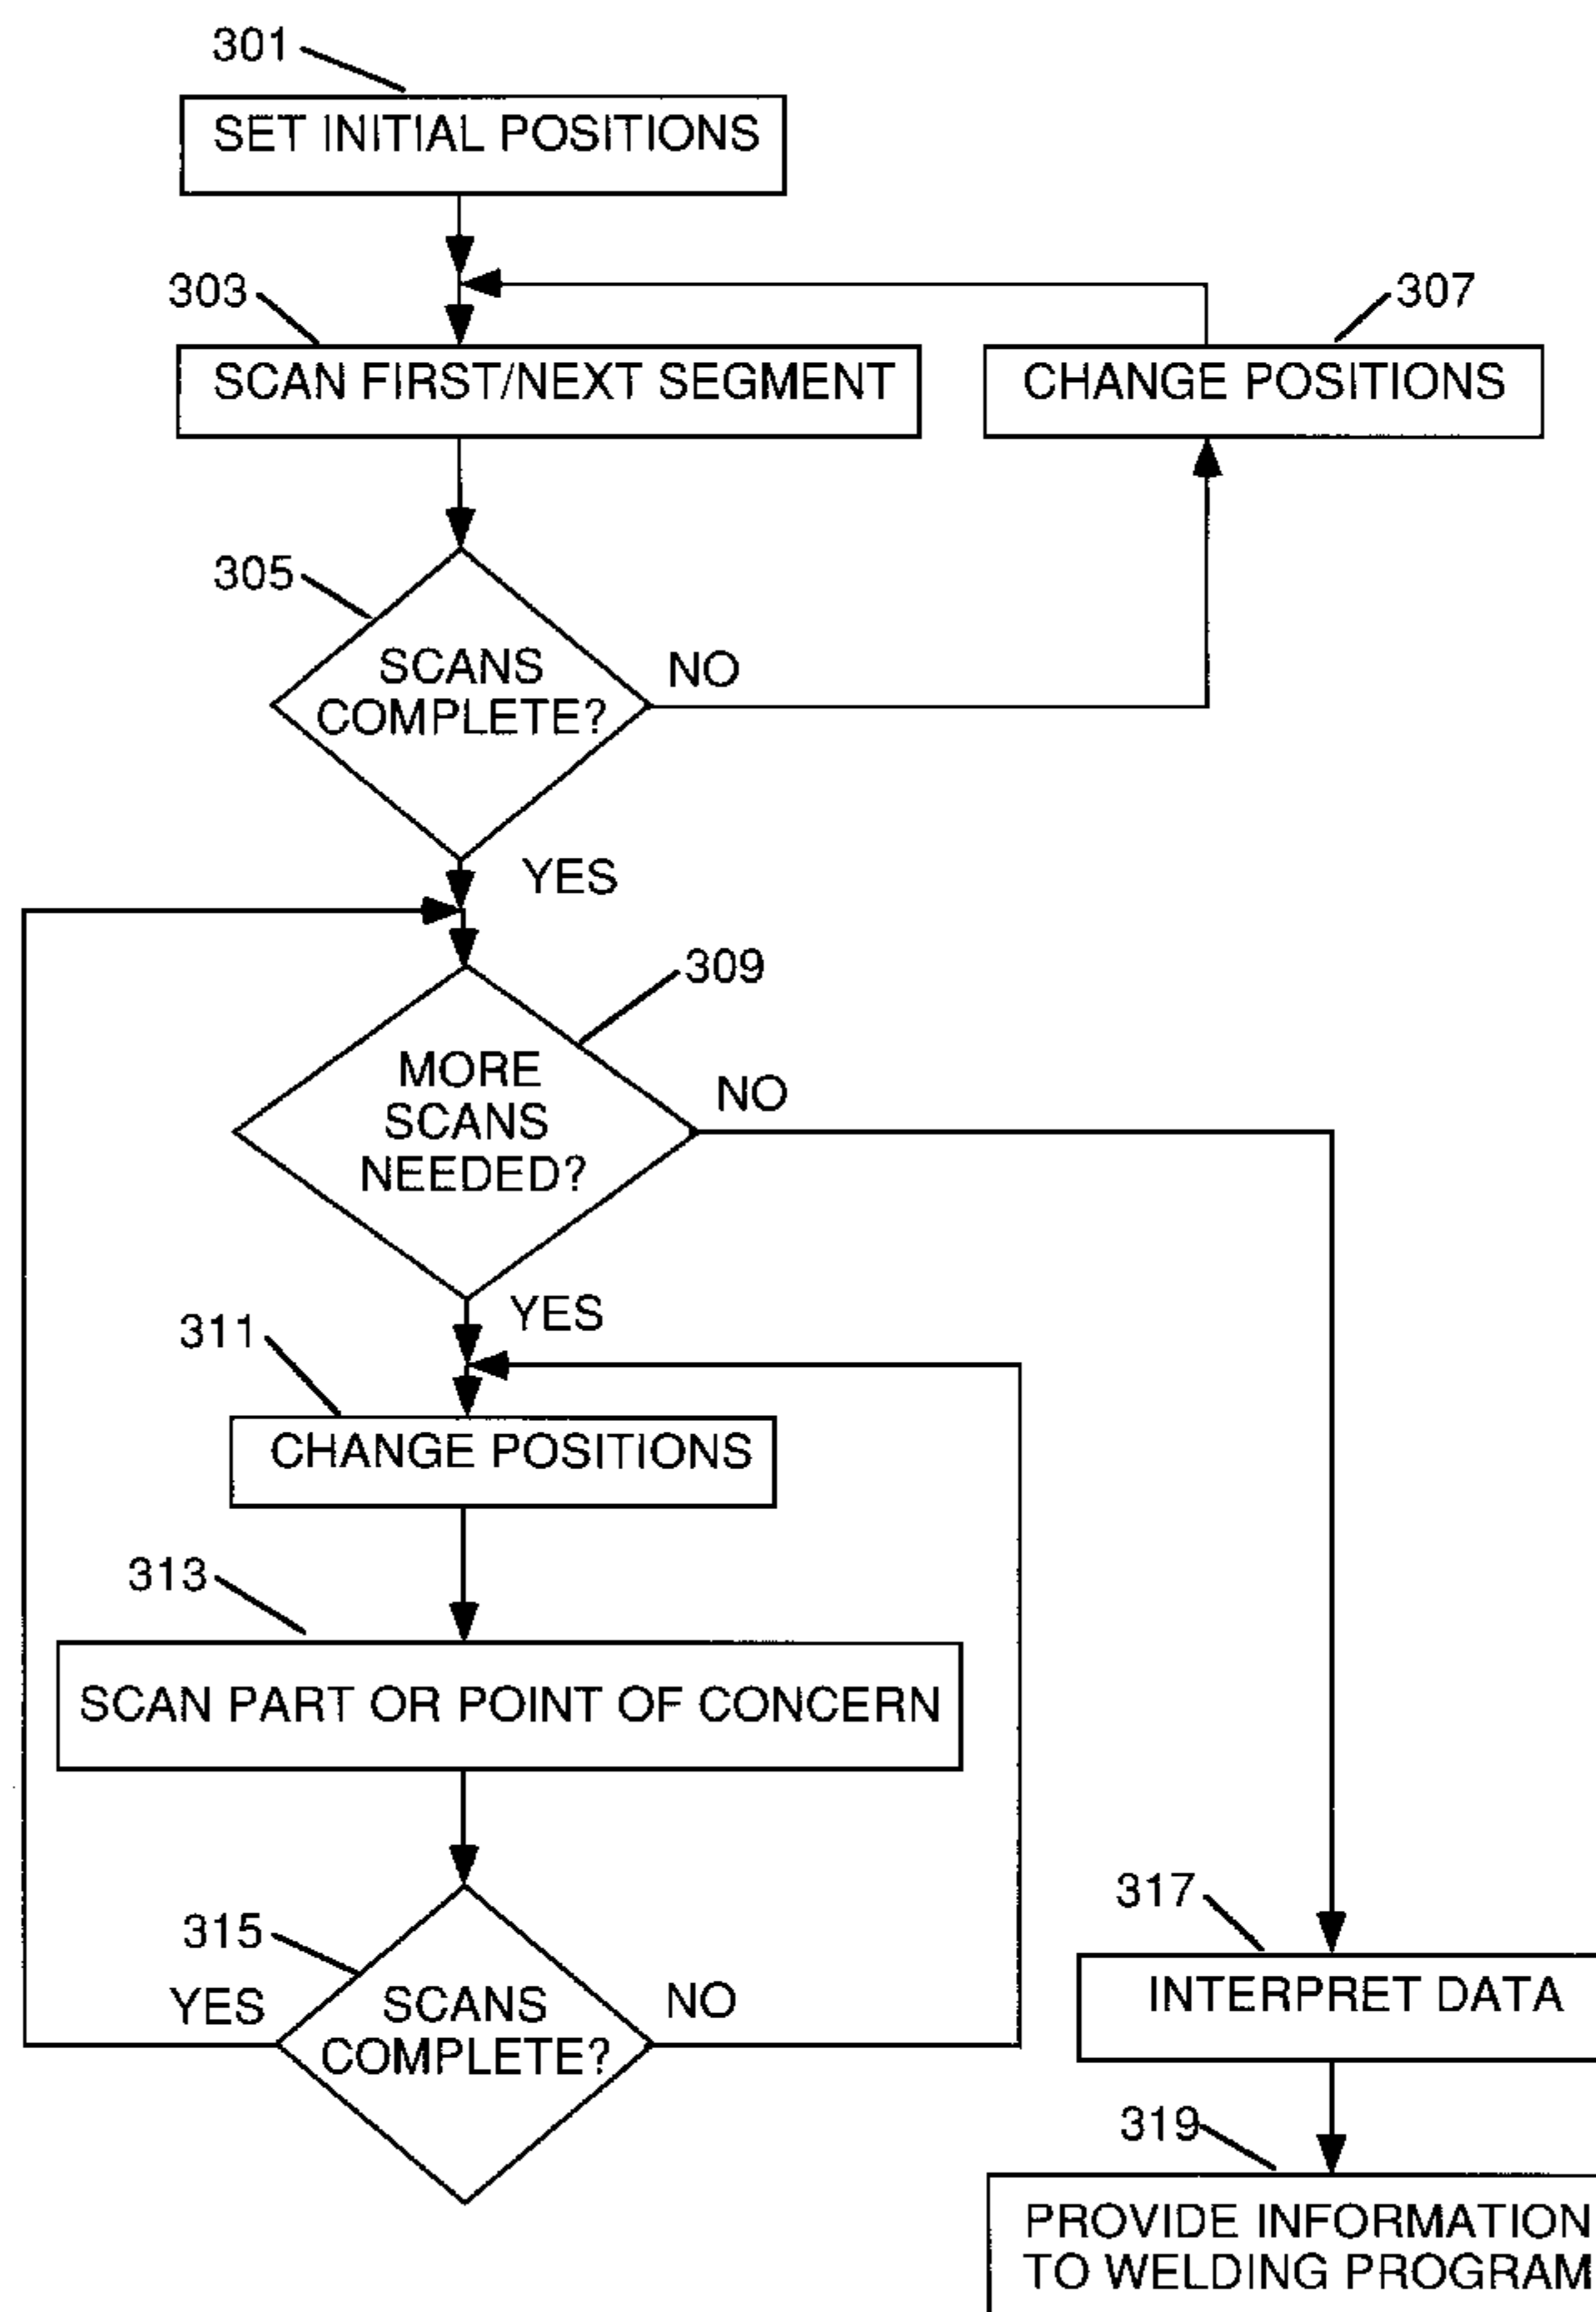 301
SET INITIAL POSITIONS
303
SCAN FIRST/NEXT SEGMENT
307
CHANGE POSITIONS
305
SCANS
COMPLETE?
NO
YES
309
MORE
SCANS
NEEDED?
NO
YES
311
CHANGE POSITIONS
313
SCAN PART OR POINT OF CONCERN
315
YES
SCANS
COMPLETE?
NO
317
INTERPRET DATA
319
PROVIDE INFORMATION
TO WELDING PROGRAM